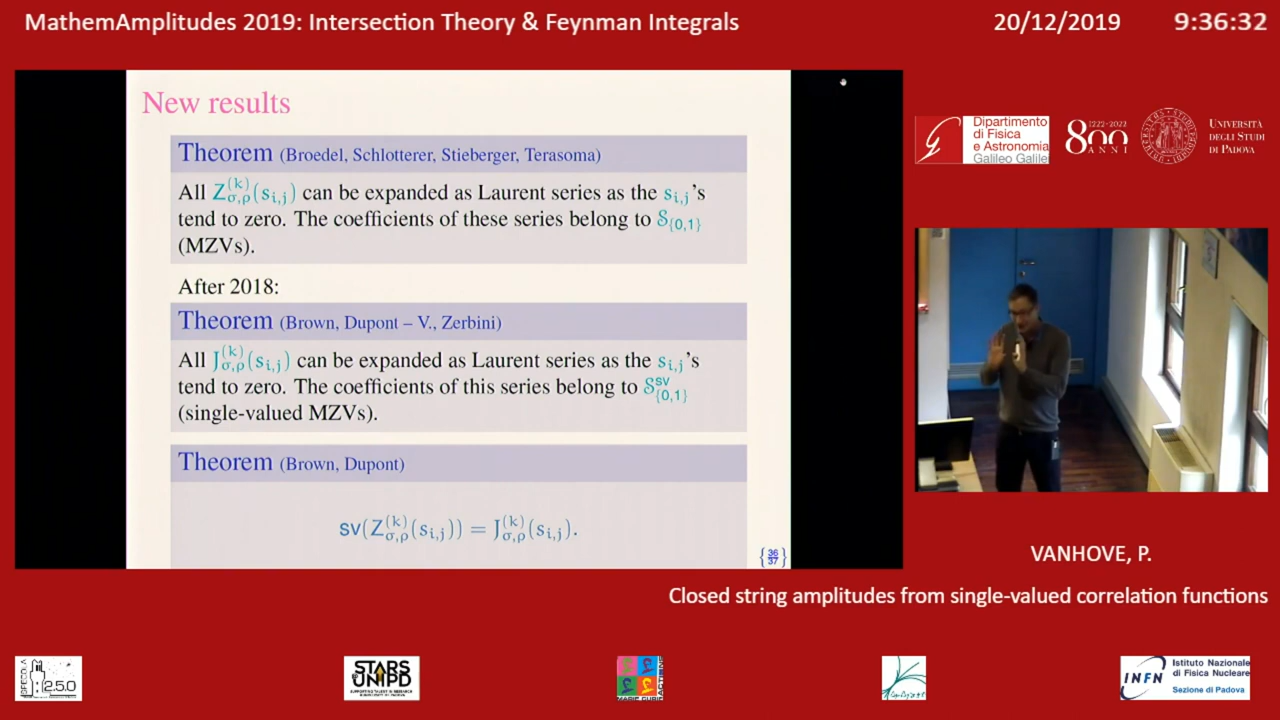 MathemAmplitudes 2019: Intersection Theory & Feynman Integrals
20/12/2019
9:36:32
New results
Theorem (Broedel, Schlotterer, Stieberger, Terasoma)
All Z^{(k)}_{σ,ρ}(s_{i,j}) can be expanded as Laurent series as the s_{i,j}'s
tend to zero. The coefficients of these series belong to S_{{0,1}}
(MZVs).
After 2018:
Theorem (Brown, Dupont – V., Zerbini)
All J^{(k)}_{σ,ρ}(s_{i,j}) can be expanded as Laurent series as the s_{i,j}'s
tend to zero. The coefficients of this series belong to S^{sv}_{{0,1}}
(single-valued MZVs).
Theorem (Brown, Dupont)
sv(Z^{(k)}_{σ,ρ}(s_{i,j})) = J^{(k)}_{σ,ρ}(s_{i,j}).
{36/37}
Dipartimento
di Fisica
e Astronomia
Galileo Galile
1222-2022
800
ANNI
UNIVERSITÀ
DEGLI STUDI
DI PADOVA
VANHOVE, P.
Closed string amplitudes from single-valued correlation functions
STARS
UNIPD
INFN
Istituto Nazionale
di Fisica Nucleare
Sezione di Padova